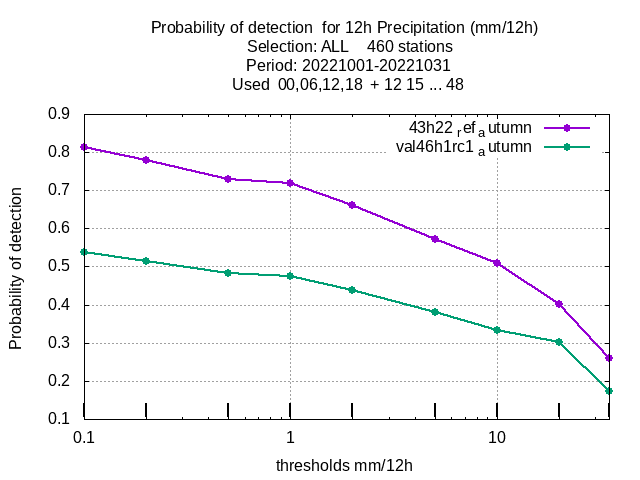 Probability of detection  for 12h Precipitation (mm/12h)
Selection: ALL    460 stations
Period: 20221001-20221031
Used  00,06,12,18  + 12 15 ... 48
43h22 ref autumn
val46h1rc1 autumn
0.9
0.8
0.7
0.6
0.5
0.4
0.3
0.2
0.1
Probability of detection
0.1 1 10
thresholds mm/12h